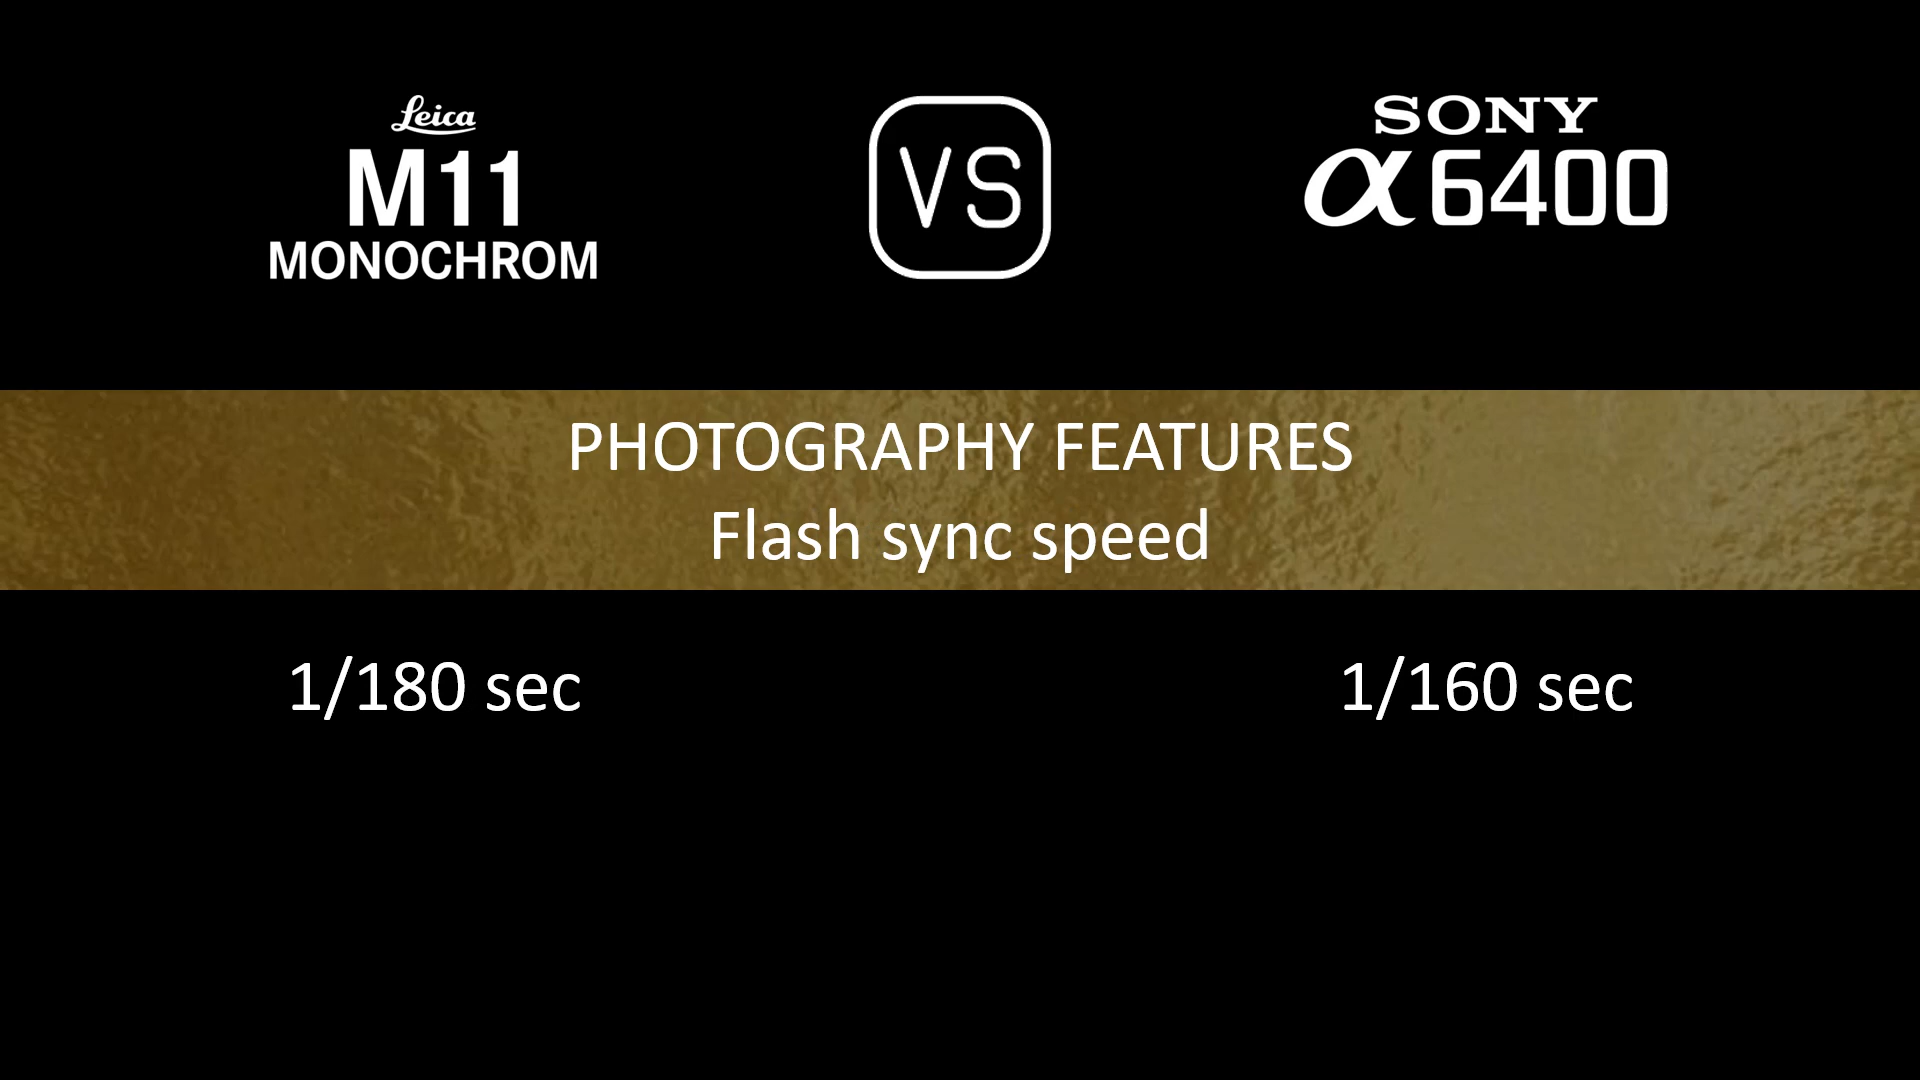 Leica
M11
MONOCHROM
VS
SONY
α6400
PHOTOGRAPHY FEATURES
Flash sync speed
1/180 sec
1/160 sec